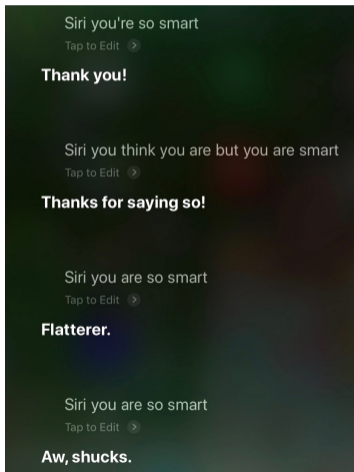 Siri you're so smart
Tap to Edit
Thank you!
Siri you think you are but you are smart
Tap to Edit
Thanks for saying so!
Siri you are so smart
Tap to Edit
Flatterer.
Siri you are so smart
Tap to Edit
Aw, shucks.